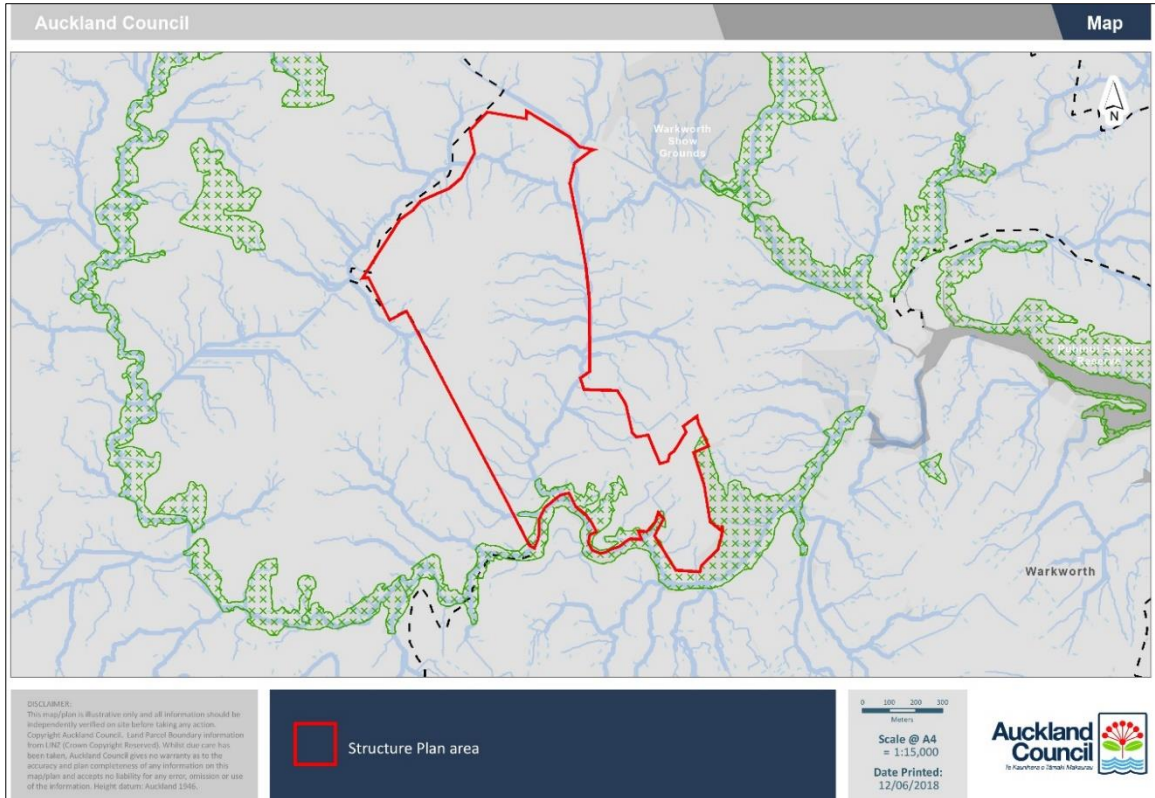 Auckland Council
Map
N
Warkworth
Show
Grounds
Reserve
Warkworth
DISCLAIMER:
This map/plan is illustrative only and all information should be
independently verified on site before taking any action.
Copyright Auckland Council. Land Parcel Boundary information
from LINZ (Crown Copyright Reserved). Whilst due care has
been taken, Auckland Council gives no warranty as to the
accuracy and plan completeness of any information on this
map/plan and accepts no liability for any error, omission or use
of the information. Height datum: Auckland 1946.
Structure Plan area
0 100 200 300
Meters
Scale @ A4
= 1:15,000
Date Printed:
12/06/2018
Auckland
Council
Te Kaunihera o Tāmaki Makaurau